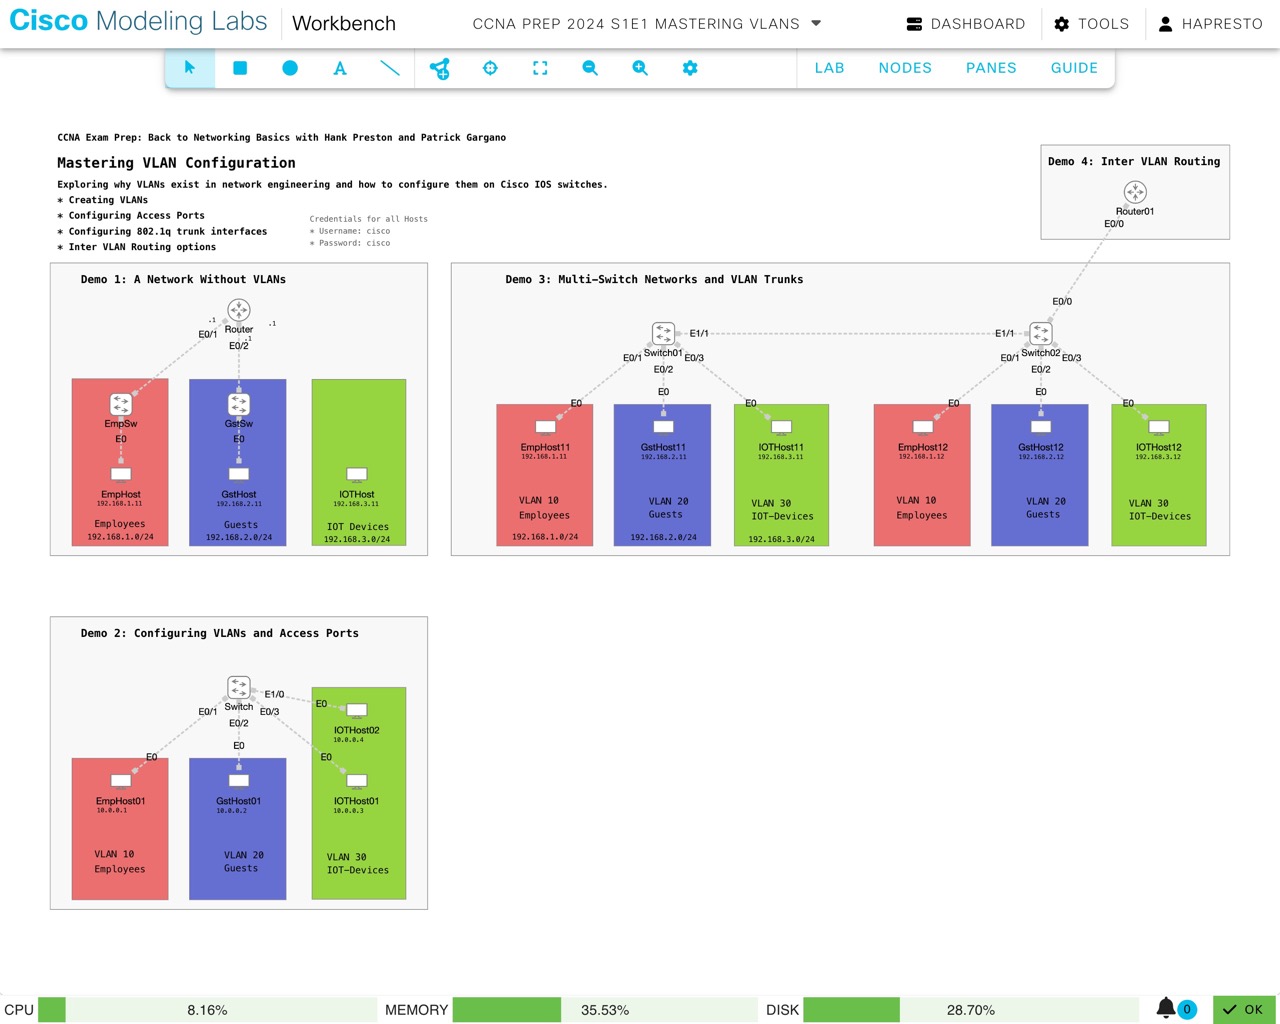 Cisco Modeling Labs
Workbench
CCNA PREP 2024 S1E1 MASTERING VLANS
DASHBOARD
TOOLS
HAPRESTO
A
LAB
NODES
PANES
GUIDE
CCNA Exam Prep: Back to Networking Basics with Hank Preston and Patrick Gargano
Mastering VLAN Configuration
Exploring why VLANs exist in network engineering and how to configure them on Cisco IOS switches.
* Creating VLANs
* Configuring Access Ports
* Configuring 802.1q trunk interfaces
* Inter VLAN Routing options
Credentials for all Hosts
* Username: cisco
* Password: cisco
Demo 4: Inter VLAN Routing
Router01
E0/0
E0/0
Demo 1: A Network Without VLANs
.1
.1
Router
E0/1
.1
E0/2
EmpSw
E0
EmpHost
192.168.1.11
Employees
192.168.1.0/24
GstSw
E0
GstHost
192.168.2.11
Guests
192.168.2.0/24
IOTHost
192.168.3.11
IOT Devices
192.168.3.0/24
Demo 3: Multi-Switch Networks and VLAN Trunks
E1/1
E1/1
Switch01
E0/1
E0/3
E0/2
Switch02
E0/1
E0/3
E0/2
E0
EmpHost11
192.168.1.11
VLAN 10
Employees
192.168.1.0/24
E0
GstHost11
192.168.2.11
VLAN 20
Guests
192.168.2.0/24
E0
IOTHost11
192.168.3.11
VLAN 30
IOT-Devices
192.168.3.0/24
E0
EmpHost12
192.168.1.12
VLAN 10
Employees
E0
GstHost12
192.168.2.12
VLAN 20
Guests
E0
IOTHost12
192.168.3.12
VLAN 30
IOT-Devices
Demo 2: Configuring VLANs and Access Ports
Switch
E1/0
E0/1
E0/3
E0/2
E0
IOTHost02
10.0.0.4
E0
EmpHost01
10.0.0.1
VLAN 10
Employees
E0
GstHost01
10.0.0.2
VLAN 20
Guests
E0
IOTHost01
10.0.0.3
VLAN 30
IOT-Devices
CPU
8.16%
MEMORY
35.53%
DISK
28.70%
0
OK